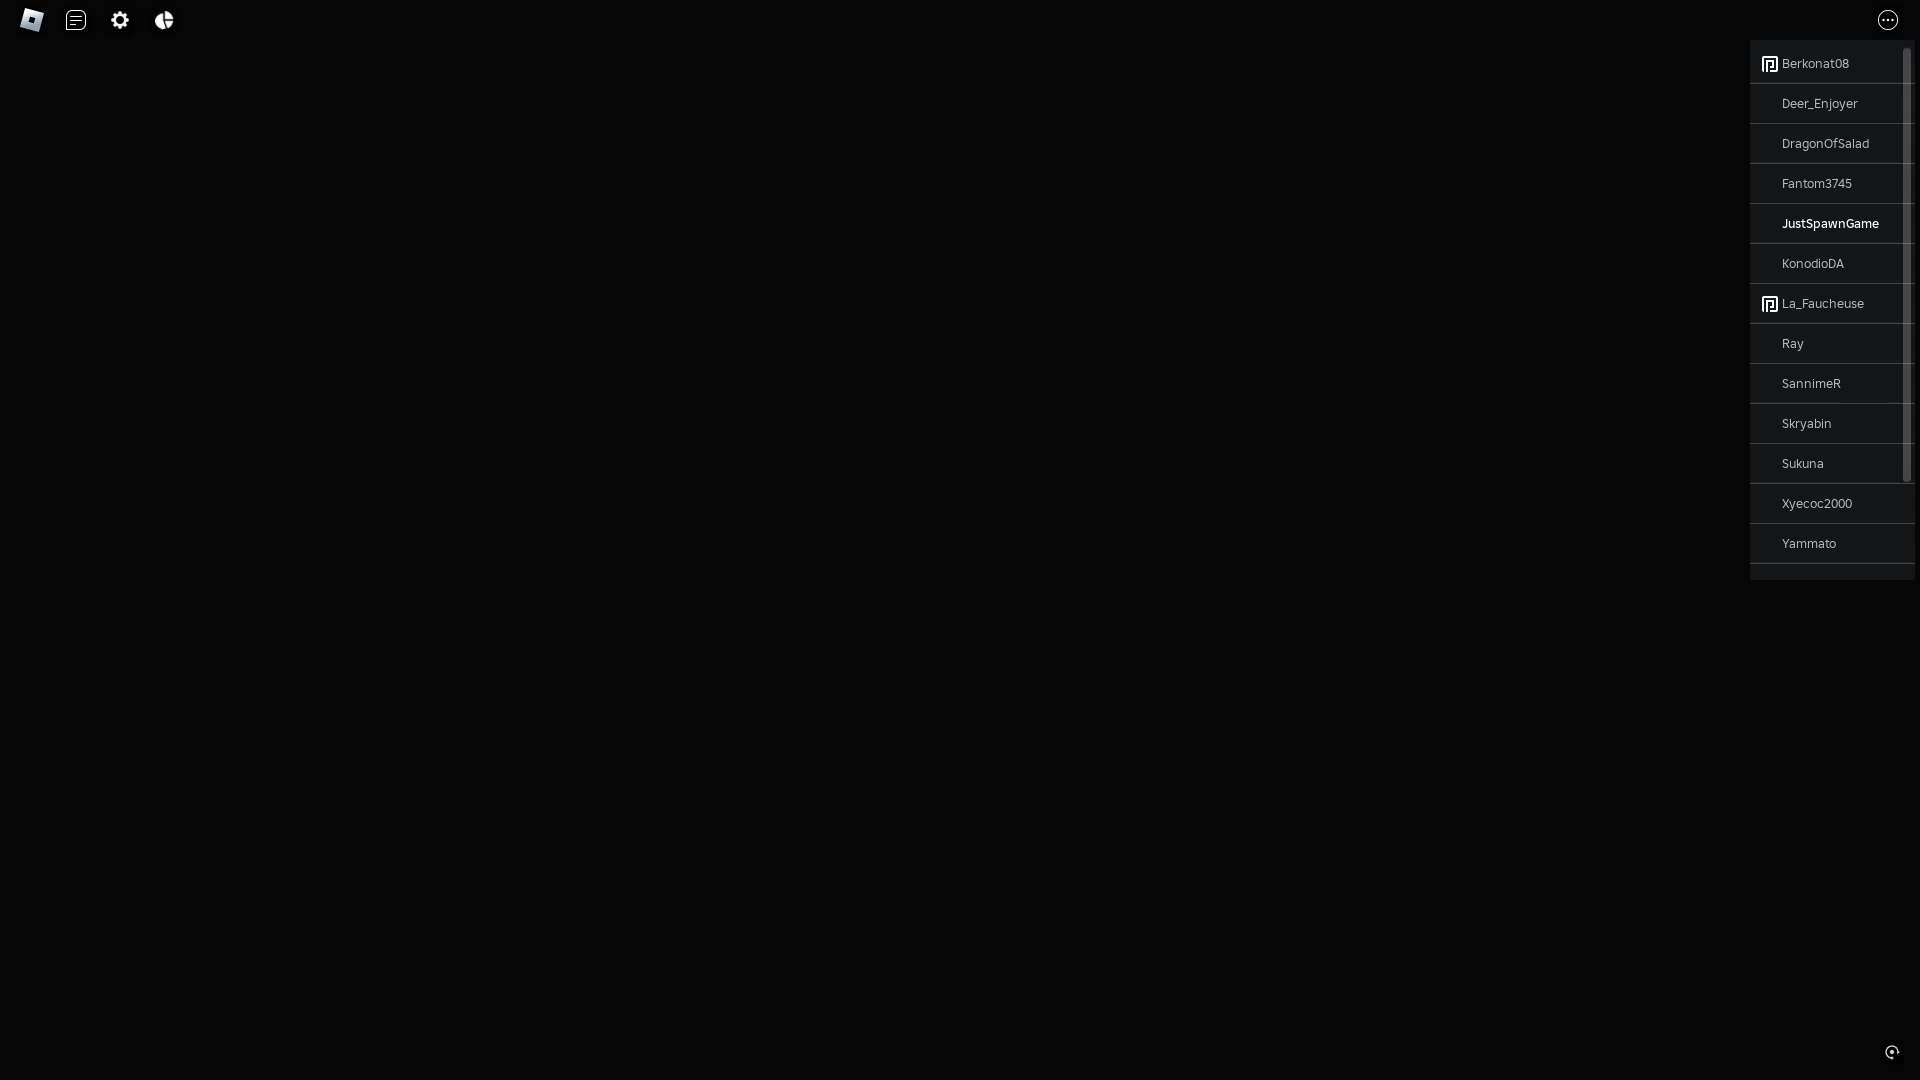 Berkonat08
Deer_Enjoyer
DragonOfSalad
Fantom3745
JustSpawnGame
KonodioDA
La_Faucheuse
Ray
SannimeR
Skryabin
Sukuna
Xyecoc2000
Yammato